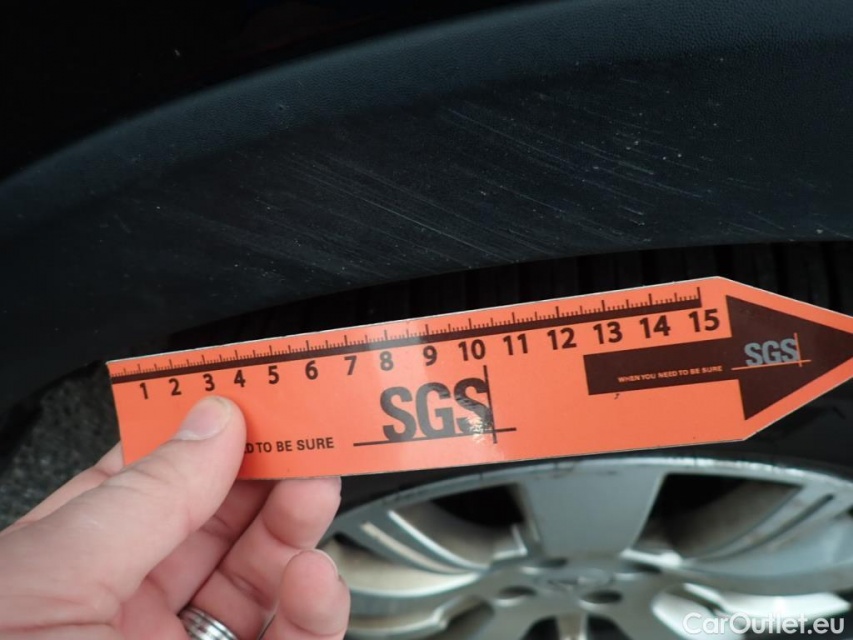 1 2 3 4 5 6 7 8 9 10 11 12 13 14 15
WHEN YOU NEED TO BE SURE SGS
SGS
D TO BE SURE
CarOutlet.eu